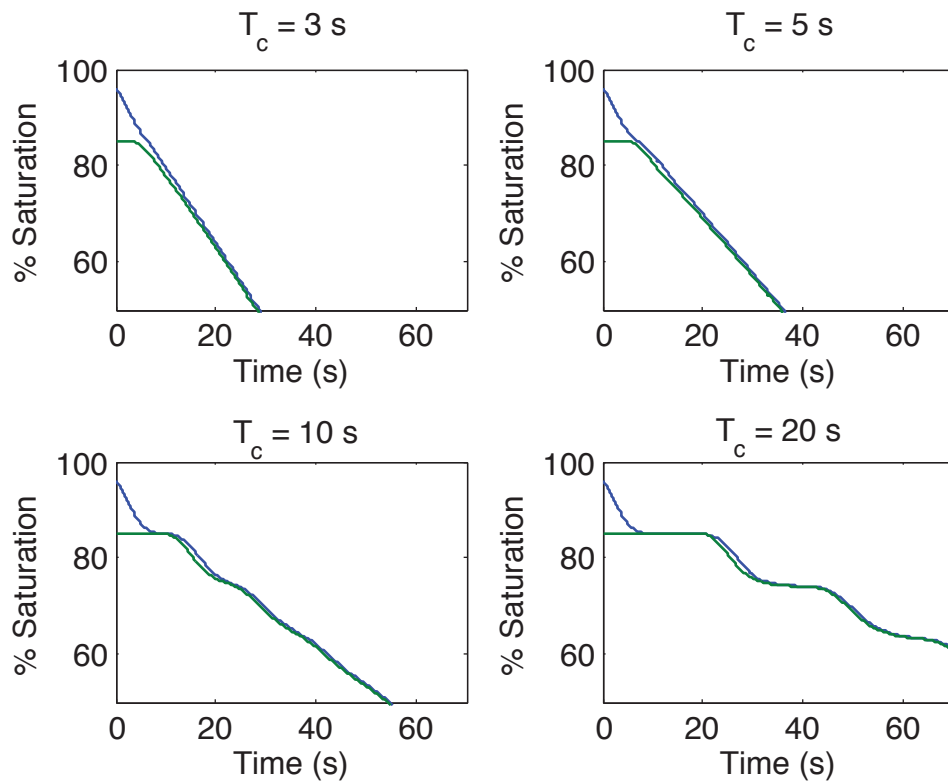 T_c = 3 s
% Saturation
100
80
60
0 20 40 60
Time (s)
T_c = 5 s
% Saturation
100
80
60
0 20 40 60
Time (s)
T_c = 10 s
% Saturation
100
80
60
0 20 40 60
Time (s)
T_c = 20 s
% Saturation
100
80
60
0 20 40 60
Time (s)